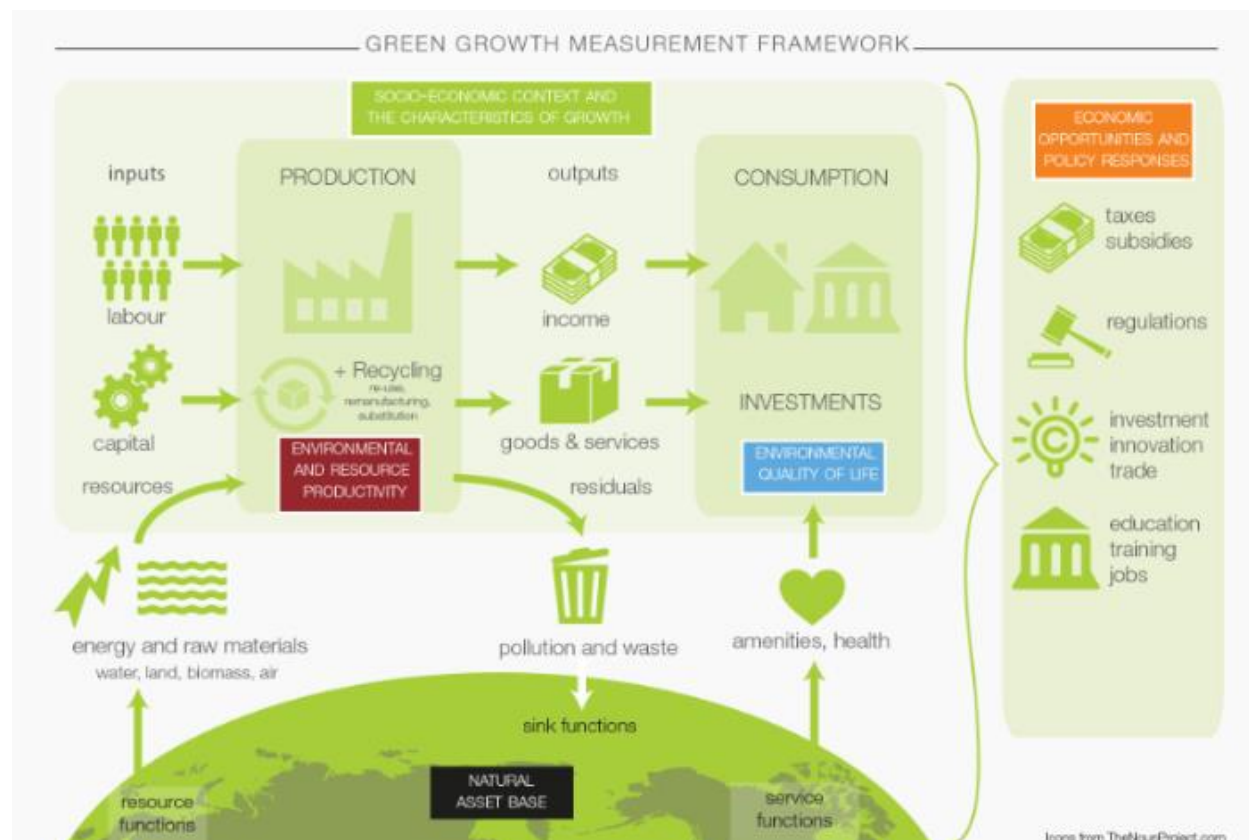 GREEN GROWTH MEASUREMENT FRAMEWORK
SOCIO-ECONOMIC CONTEXT AND
THE CHARACTERISTICS OF GROWTH
inputs
PRODUCTION
outputs
CONSUMPTION
labour
income
+ Recycling
re-use,
remanufacturing,
substitution
INVESTMENTS
capital
goods & services
ENVIRONMENTAL
AND RESOURCE
PRODUCTIVITY
ENVIRONMENTAL
QUALITY OF LIFE
resources
residuals
energy and raw materials
water, land, biomass, air
pollution and waste
amenities, health
sink functions
NATURAL
ASSET BASE
resource
functions
service
functions
ECONOMIC
OPPORTUNITIES AND
POLICY RESPONSES
taxes
subsidies
regulations
C
investment
innovation
trade
education
training
jobs
Icons from TheNounProject.com